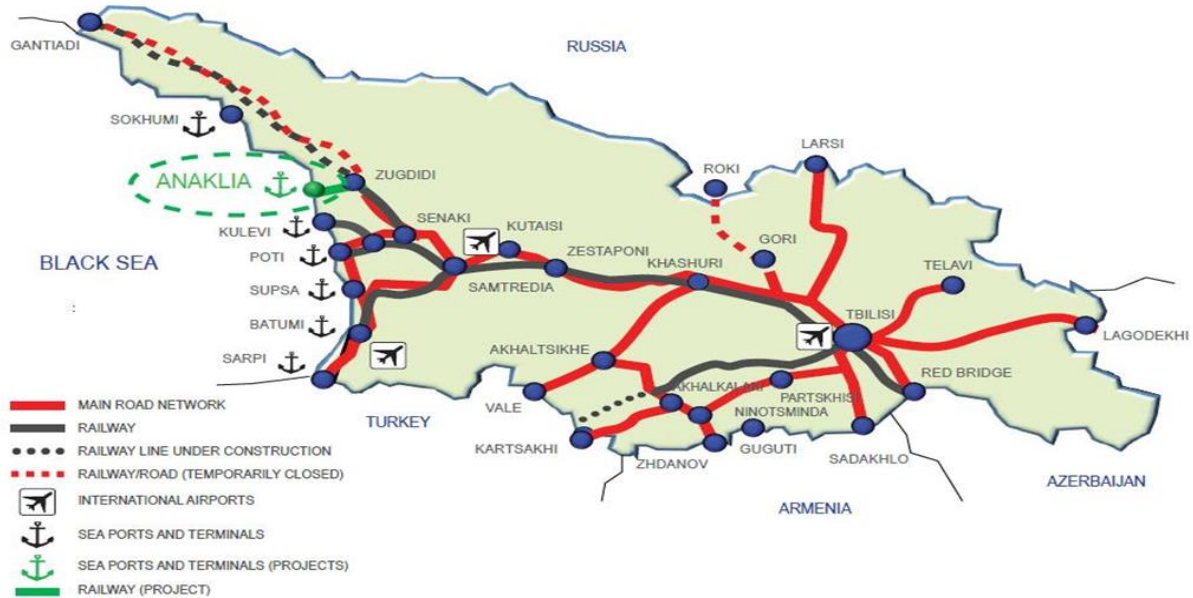 GANTIADI
RUSSIA
SOKHUMI
LARSI
ROKI
ANAKLIA
ZUGDIDI
SENAKI
KUTAISI
KULEVI
GORI
ZESTAPONI
POTI
BLACK SEA
KHASHURI
TELAVI
SAMTREDIA
SUPSA
:
TBILISI
BATUMI
LAGODEKHI
AKHALTSIKHE
SARPI
RED BRIDGE
AKHALKALANI
PARTSKHISI
VALE
NINOTSMINDA
TURKEY
KARTSAKHI
GUGUTI
SADAKHLO
ZHDANOV
AZERBAIJAN
ARMENIA
MAIN ROAD NETWORK
RAILWAY
RAILWAY LINE UNDER CONSTRUCTION
RAILWAY/ROAD (TEMPORARILY CLOSED)
INTERNATIONAL AIRPORTS
SEA PORTS AND TERMINALS
SEA PORTS AND TERMINALS (PROJECTS)
RAILWAY (PROJECT)